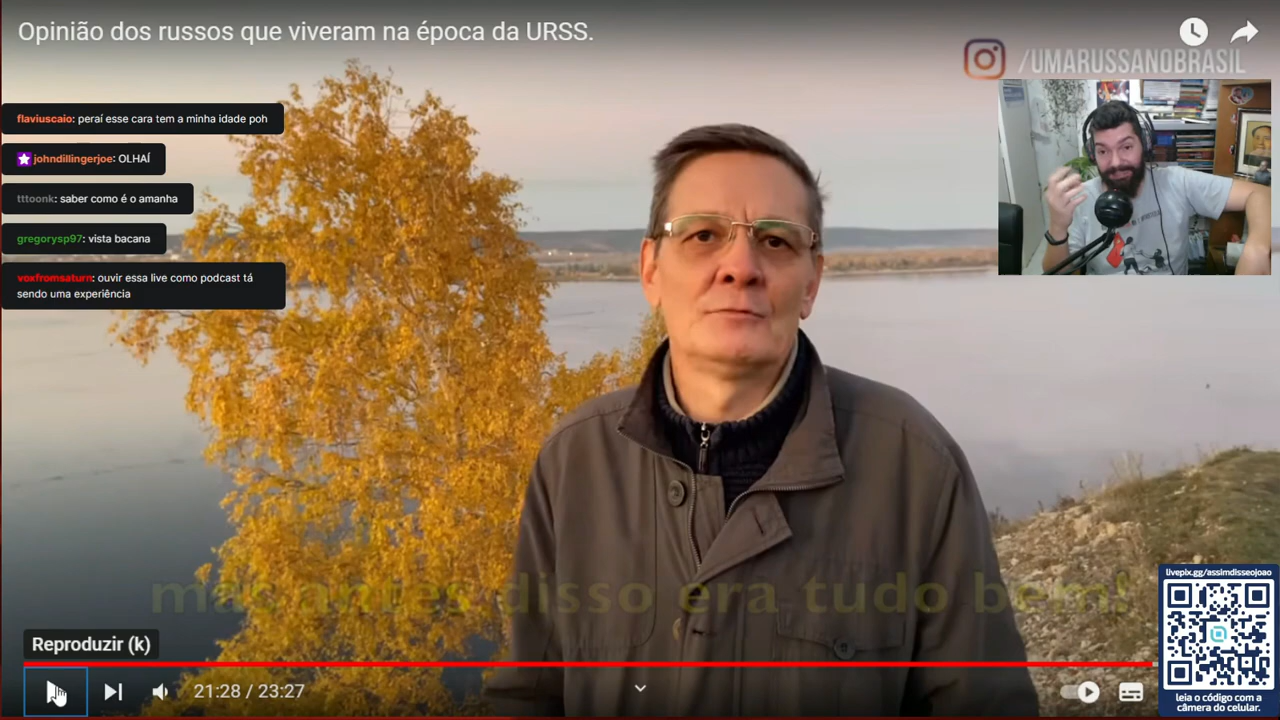 Opinião dos russos que viveram na época da URSS.
/UMARUSSANOBRASIL
flaviuscaio: peraí esse cara tem a minha idade poh
johndillingerjoe: OLHAÍ
tttoonk: saber como é o amanha
gregorysp97: vista bacana
voxfromsaturn: ouvir essa live como podcast tá
sendo uma experiência
mas antes disso era tudo bem!
livepix.gg/assimdisseojoao
Reproduzir (k)
21:28 / 23:27
leia o código com a
câmera do celular.